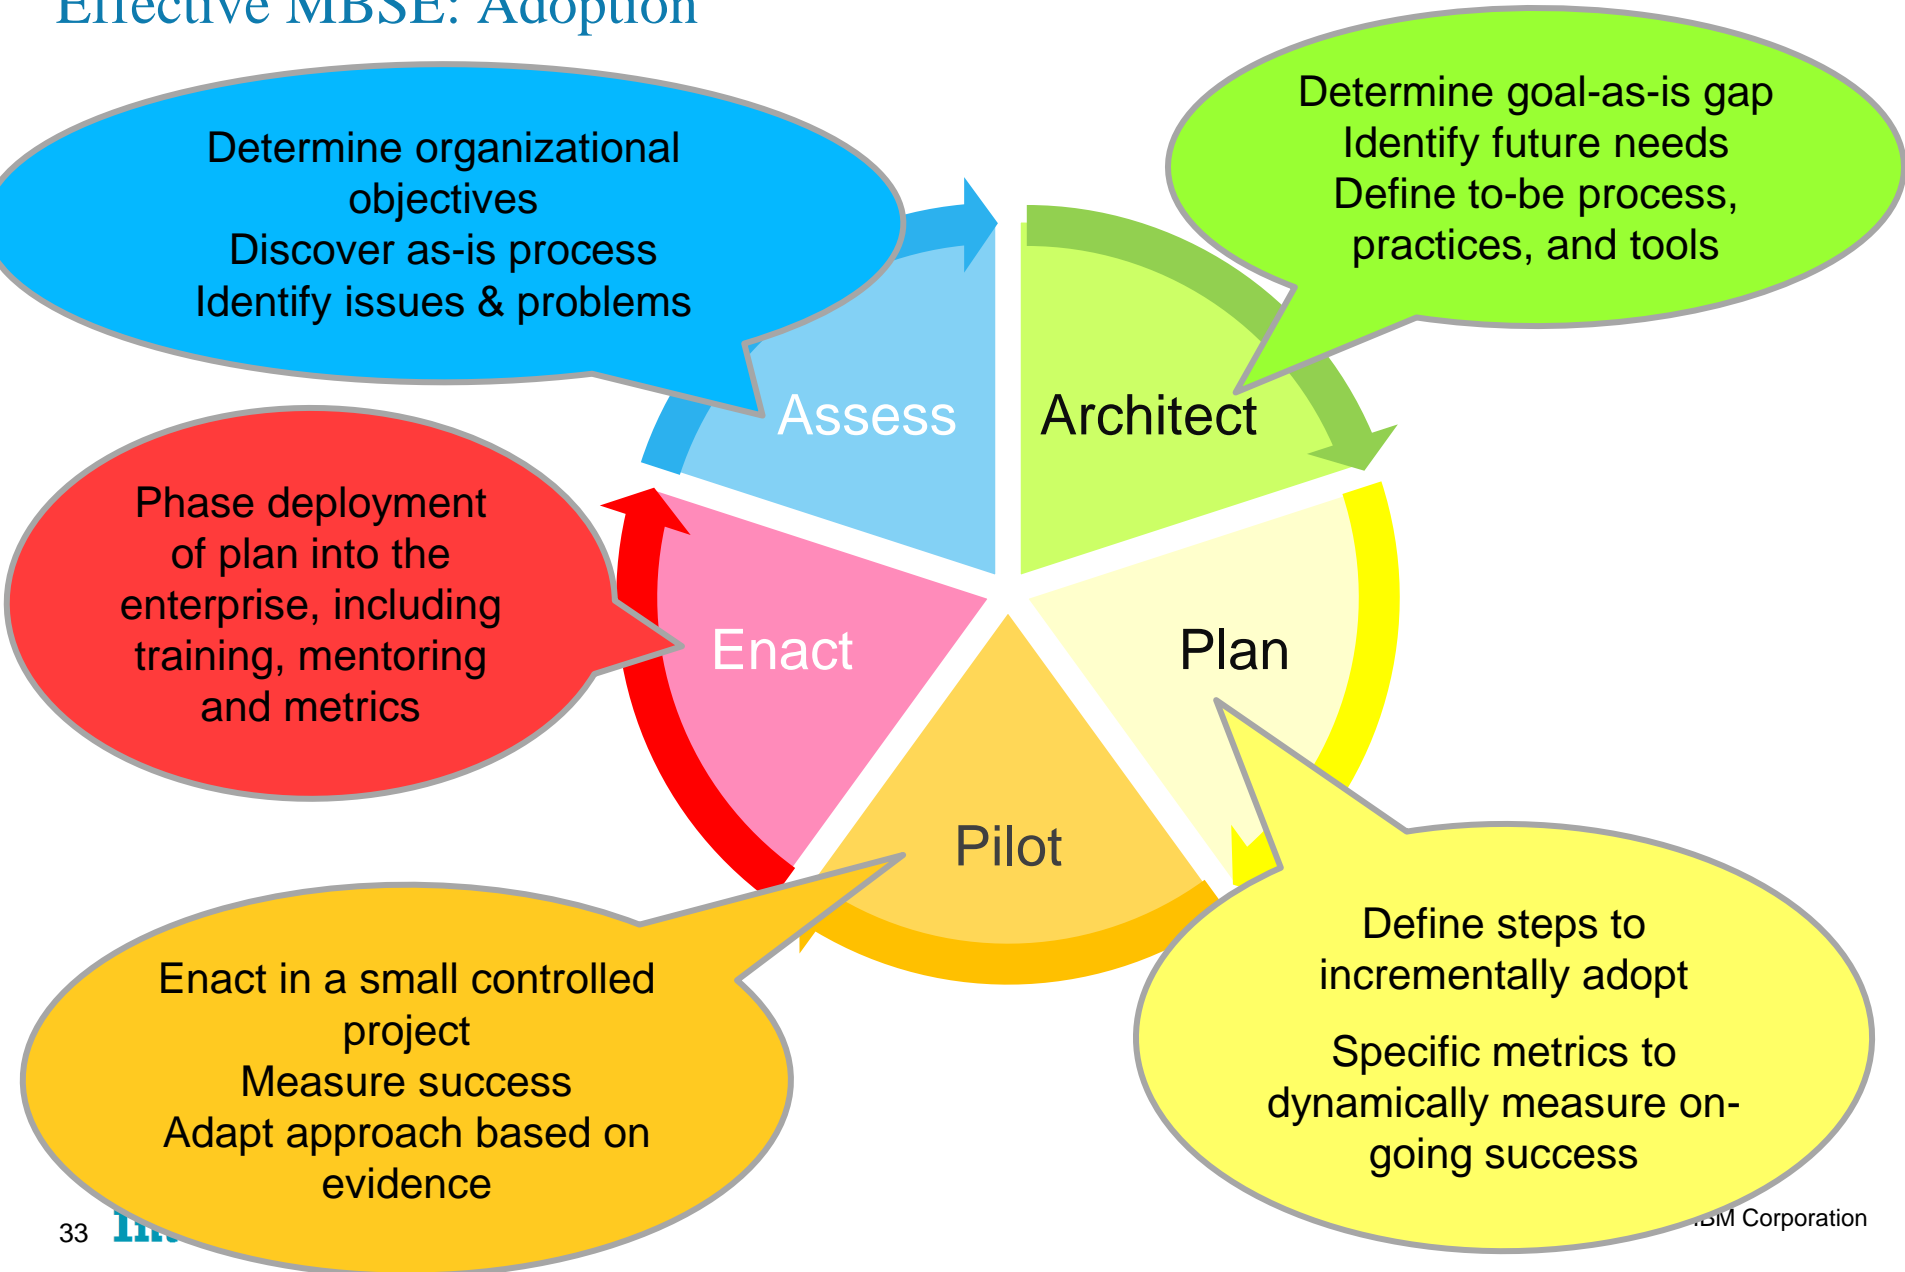 Effective MBSE: Adoption
Determine organizational
objectives
Discover as-is process
Identify issues & problems
Determine goal-as-is gap
Identify future needs
Define to-be process,
practices, and tools
Assess
Architect
Phase deployment
of plan into the
enterprise, including
training, mentoring
and metrics
Enact
Plan
Pilot
Enact in a small controlled
project
Measure success
Adapt approach based on
evidence
Define steps to
incrementally adopt
Specific metrics to
dynamically measure on-
going success
33
IBM Corporation